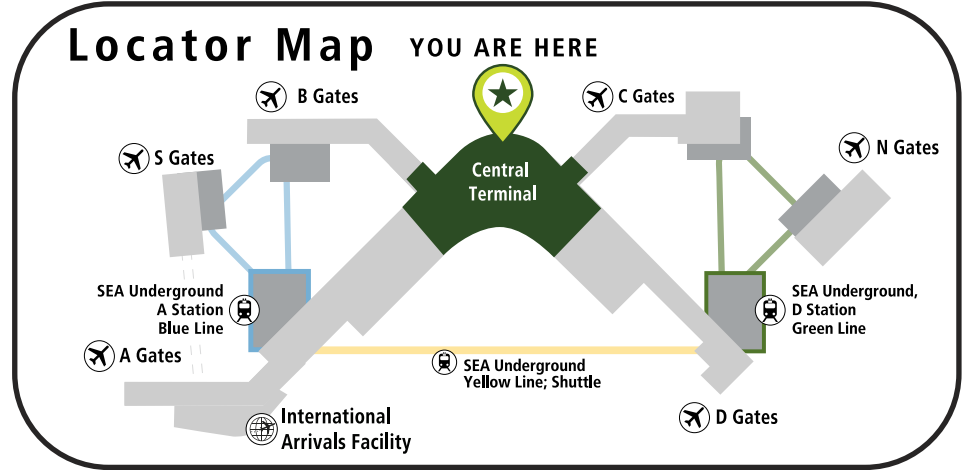 Locator Map
YOU ARE HERE
B Gates
C Gates
S Gates
N Gates
Central
Terminal
SEA Underground
A Station
Blue Line
SEA Underground,
D Station
Green Line
A Gates
SEA Underground
Yellow Line; Shuttle
International
Arrivals Facility
D Gates